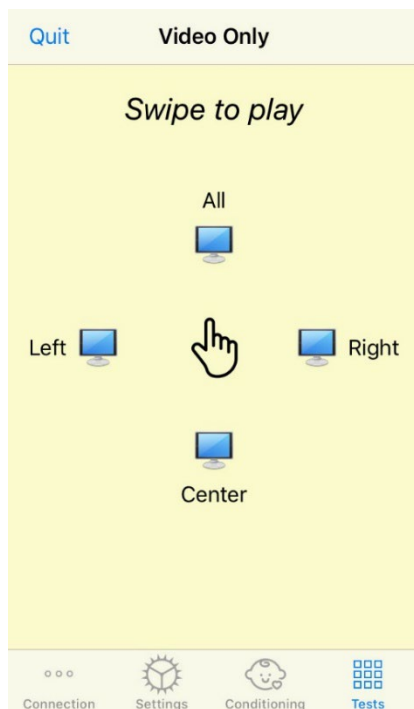 Quit Video Only
Swipe to play
All
Left Right
Center
Connection Settings Conditioning Tests